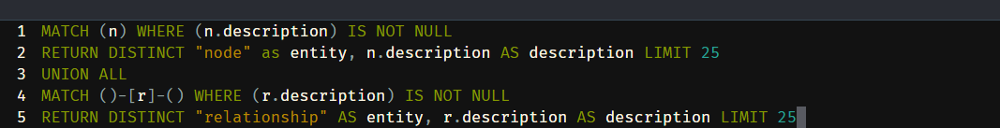 1 MATCH (n) WHERE (n.description) IS NOT NULL
2 RETURN DISTINCT "node" as entity, n.description AS description LIMIT 25
3 UNION ALL
4 MATCH ()-[r]-() WHERE (r.description) IS NOT NULL
5 RETURN DISTINCT "relationship" AS entity, r.description AS description LIMIT 25